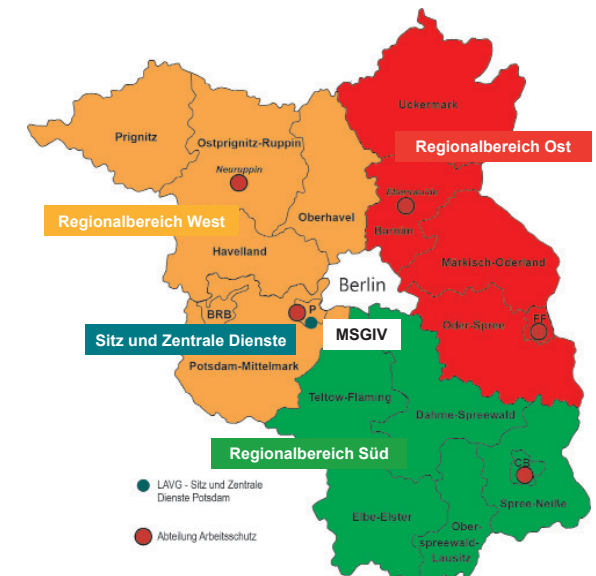 Uckermark
Prignitz
Ostprignitz-Ruppin
Regionalbereich Ost
Neuruppin
Eberswalde
Regionalbereich West
Oberhavel
Barnim
Havelland
Märkisch-Oderland
Berlin
BRB
P
Oder-Spree
FF
Sitz und Zentrale Dienste
MSGIV
Potsdam-Mittelmark
Teltow-Flaming
Dahme-Spreewald
Regionalbereich Süd
CB
LAVG - Sitz und Zentrale
Dienste Potsdam
Spree-Neiße
Elbe-Elster
Ober-
spreewald-
Lausitz
Abteilung Arbeitsschutz